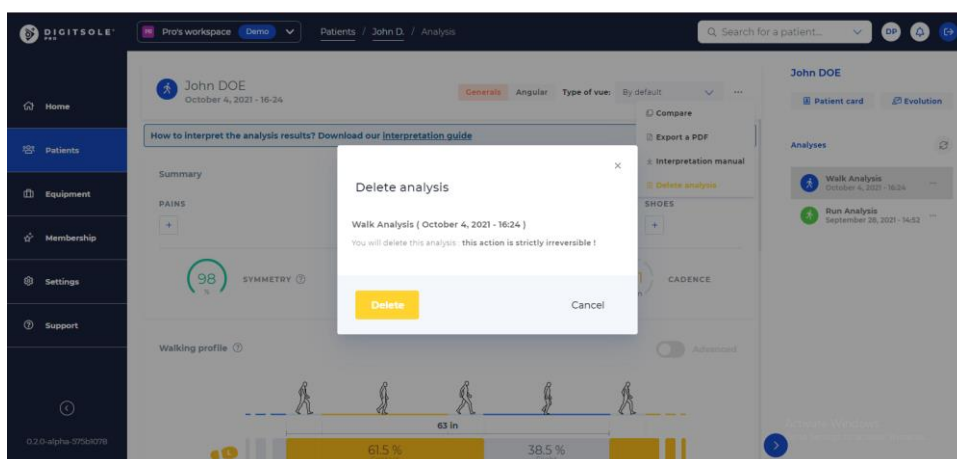 DIGITSOLE
PRO
Pro's workspace Demo
Patients / John D. / Analysis
Search for a patient...
DP
Home
Patients
Equipment
Membership
Settings
Support
0.2.0-alpha-575b1078
John DOE
October 4, 2021 - 16-24
Generals Angular Type of vue: By default
Compare
Export a PDF
Interpretation manual
Delete analysis
How to interpret the analysis results? Download our interpretation guide
Summary
PAINS
SHOES
98
%
SYMMETRY
CADENCE
Delete analysis
Walk Analysis ( October 4, 2021 - 16:24 )
You will delete this analysis : this action is strictly irreversible !
Delete Cancel
Walking profile
Advanced
63 in
61.5 %
38.5 %
John DOE
Patient card Evolution
Analyses
Walk Analysis
October 4, 2021 - 16:24
Run Analysis
September 28, 2021 - 14:52